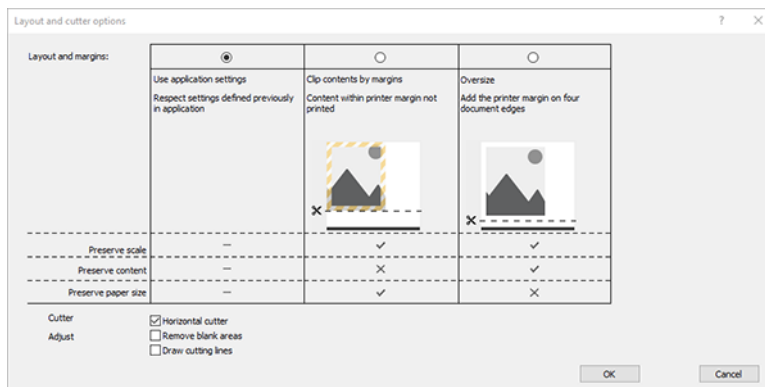 Layout and cutter options
Layout and margins:
Use application settings
Respect settings defined previously
in application
Clip contents by margins
Content within printer margin not
printed
Oversize
Add the printer margin on four
document edges
Preserve scale
Preserve content
Preserve paper size
Cutter
Horizontal cutter
Adjust
Remove blank areas
Draw cutting lines
OK
Cancel